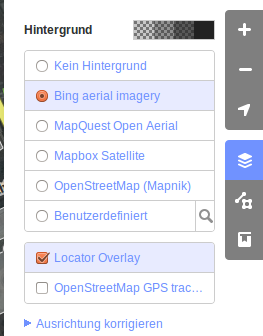 Hintergrund
Kein Hintergrund
Bing aerial imagery
MapQuest Open Aerial
Mapbox Satellite
OpenStreetMap (Mapnik)
Benutzerdefiniert
Locator Overlay
OpenStreetMap GPS trac...
Ausrichtung korrigieren